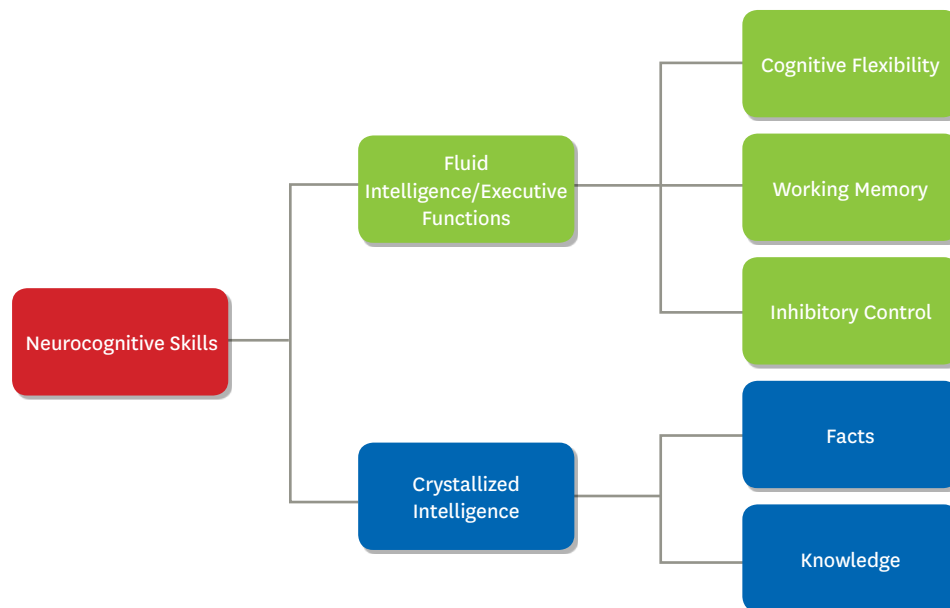 Cognitive Flexibility
Fluid
Intelligence/Executive
Functions
Working Memory
Inhibitory Control
Neurocognitive Skills
Facts
Crystallized
Intelligence
Knowledge